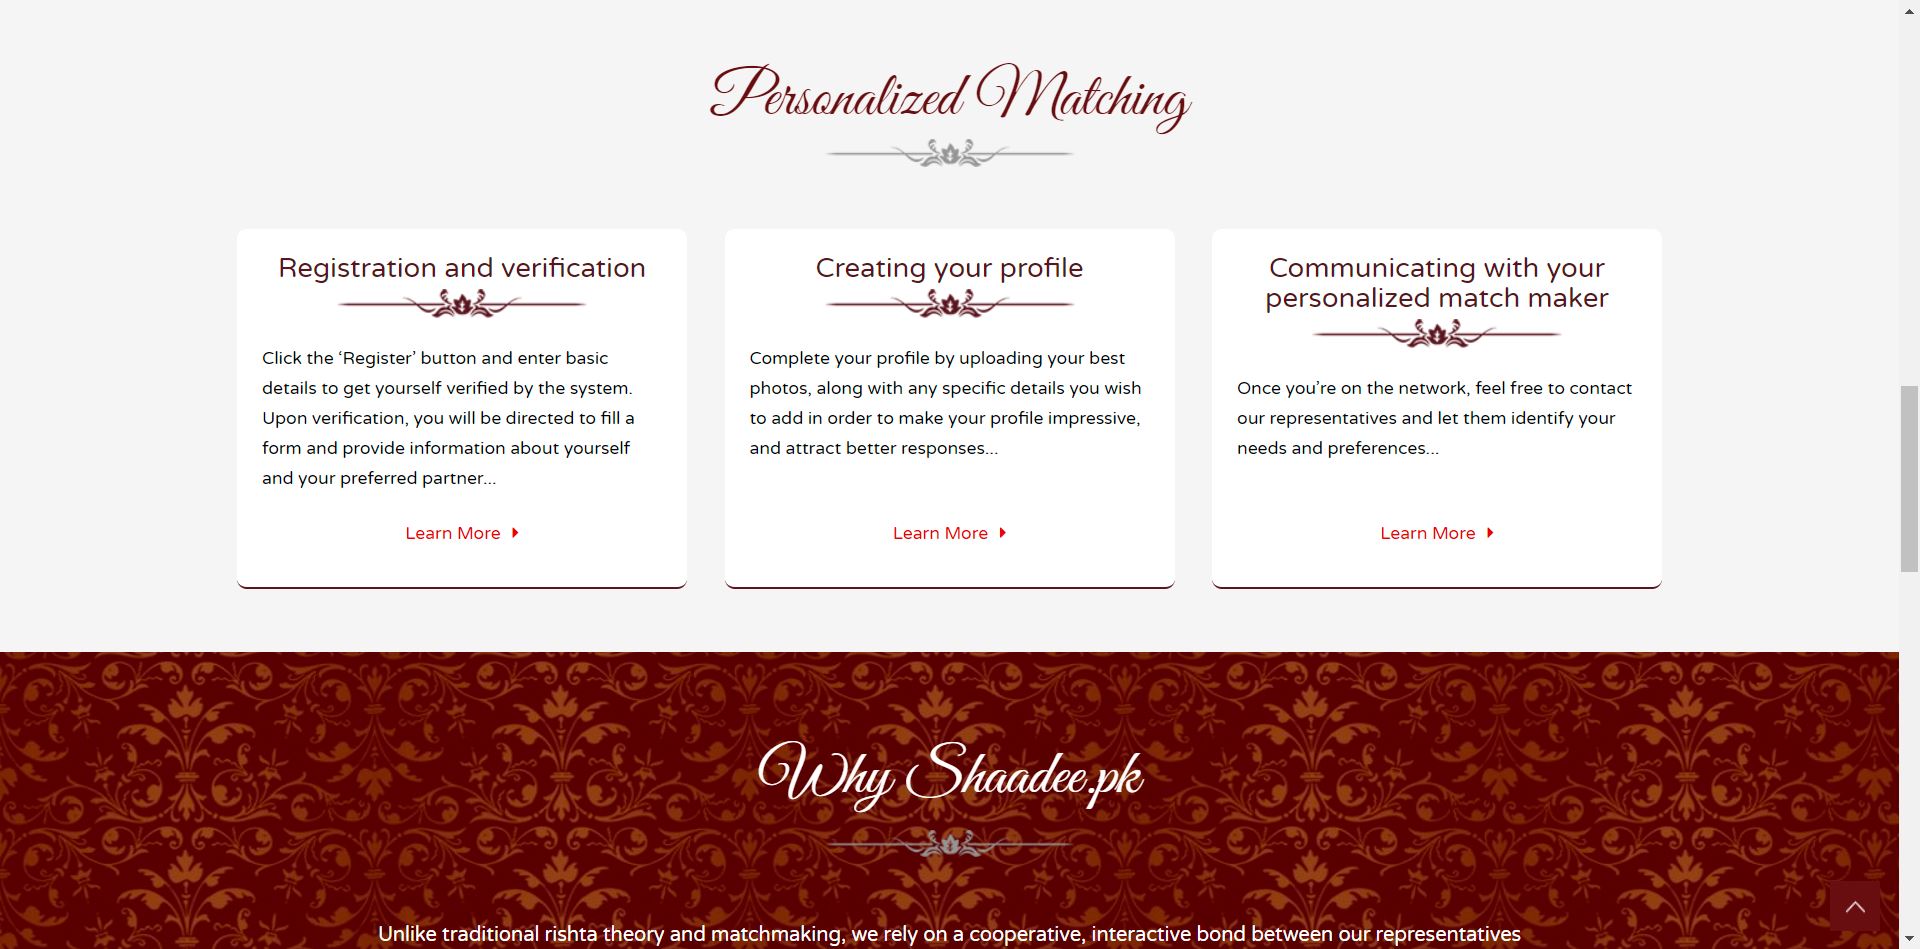 Personalized Matching
Registration and verification
Click the ‘Register’ button and enter basic
details to get yourself verified by the system.
Upon verification, you will be directed to fill a
form and provide information about yourself
and your preferred partner...
Learn More
Creating your profile
Complete your profile by uploading your best
photos, along with any specific details you wish
to add in order to make your profile impressive,
and attract better responses...
Learn More
Communicating with your
personalized match maker
Once you’re on the network, feel free to contact
our representatives and let them identify your
needs and preferences...
Learn More
Why Shaadee.pk
Unlike traditional rishta theory and matchmaking, we rely on a cooperative, interactive bond between our representatives